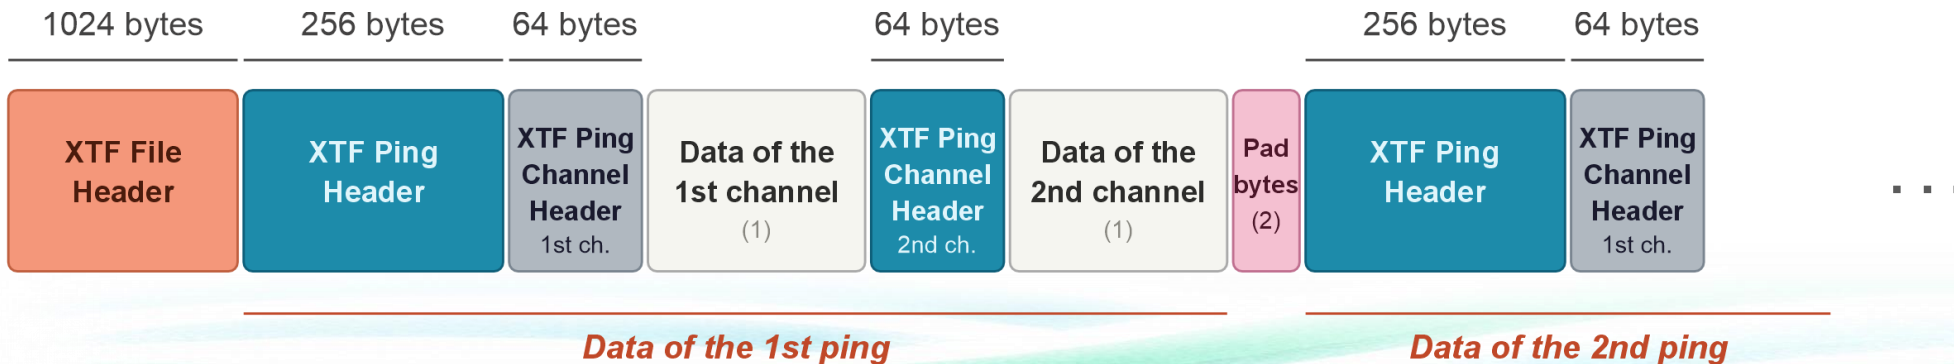 1024 bytes
256 bytes
64 bytes
64 bytes
256 bytes
64 bytes
XTF File
Header
XTF Ping
Header
XTF Ping
Channel
Header
1st ch.
Data of the
1st channel
(1)
XTF Ping
Channel
Header
2nd ch.
Data of the
2nd channel
(1)
Pad
bytes
(2)
XTF Ping
Header
XTF Ping
Channel
Header
1st ch.
. . .
Data of the 1st ping
Data of the 2nd ping